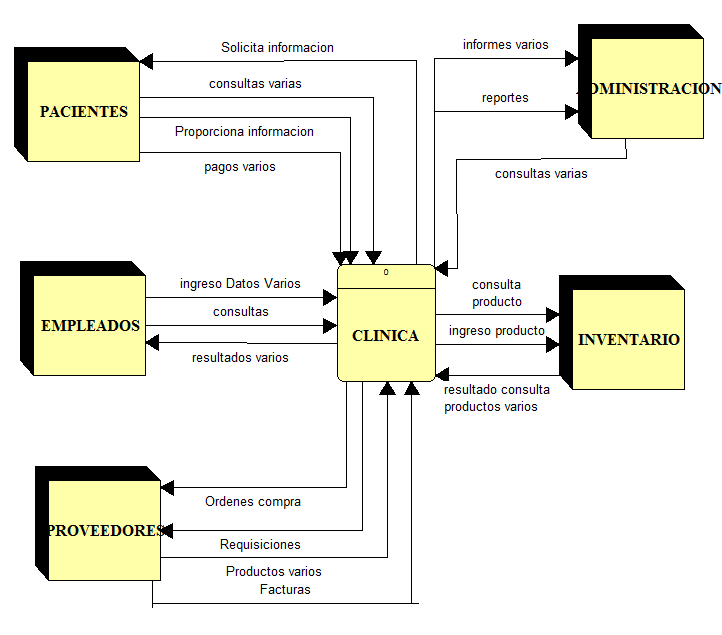 Solicita informacion
consultas varias
PACIENTES
Proporciona informacion
pagos varios
informes varios
ADMINISTRACION
reportes
consultas varias
0
CLINICA
ingreso Datos Varios
EMPLEADOS
consultas
resultados varios
consulta
producto
ingreso producto
INVENTARIO
resultado consulta
productos varios
PROVEEDORES
Ordenes compra
Requisiciones
Productos varios
Facturas